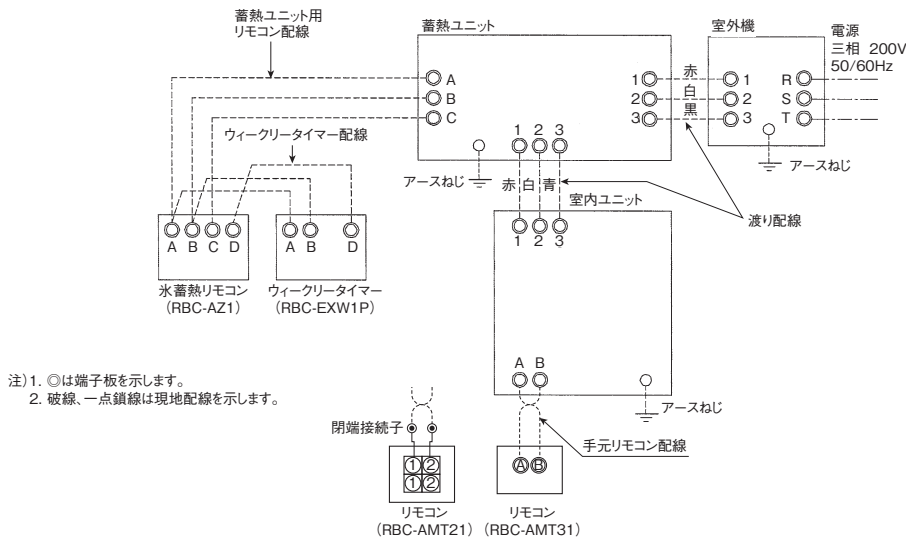 蓄熱ユニット用
リモコン配線
蓄熱ユニット
室外機
電源
三相 200V
50/60Hz
A
B
C
1
2
3
赤
白
黒
1
2
3
R
S
T
ウィークリータイマー配線
1 2 3
アースねじ
アースねじ
赤 白 青
室内ユニット
渡り配線
1 2 3
A B C D
A B D
氷蓄熱リモコン
(RBC-AZ1)
ウィークリータイマー
(RBC-EXW1P)
A B
注)1. ◎は端子板を示します。
2. 破線、一点鎖線は現地配線を示します。
アースねじ
閉端接続子
手元リモコン配線
① ②
① ②
A B
リモコン
(RBC-AMT21)
リモコン
(RBC-AMT31)